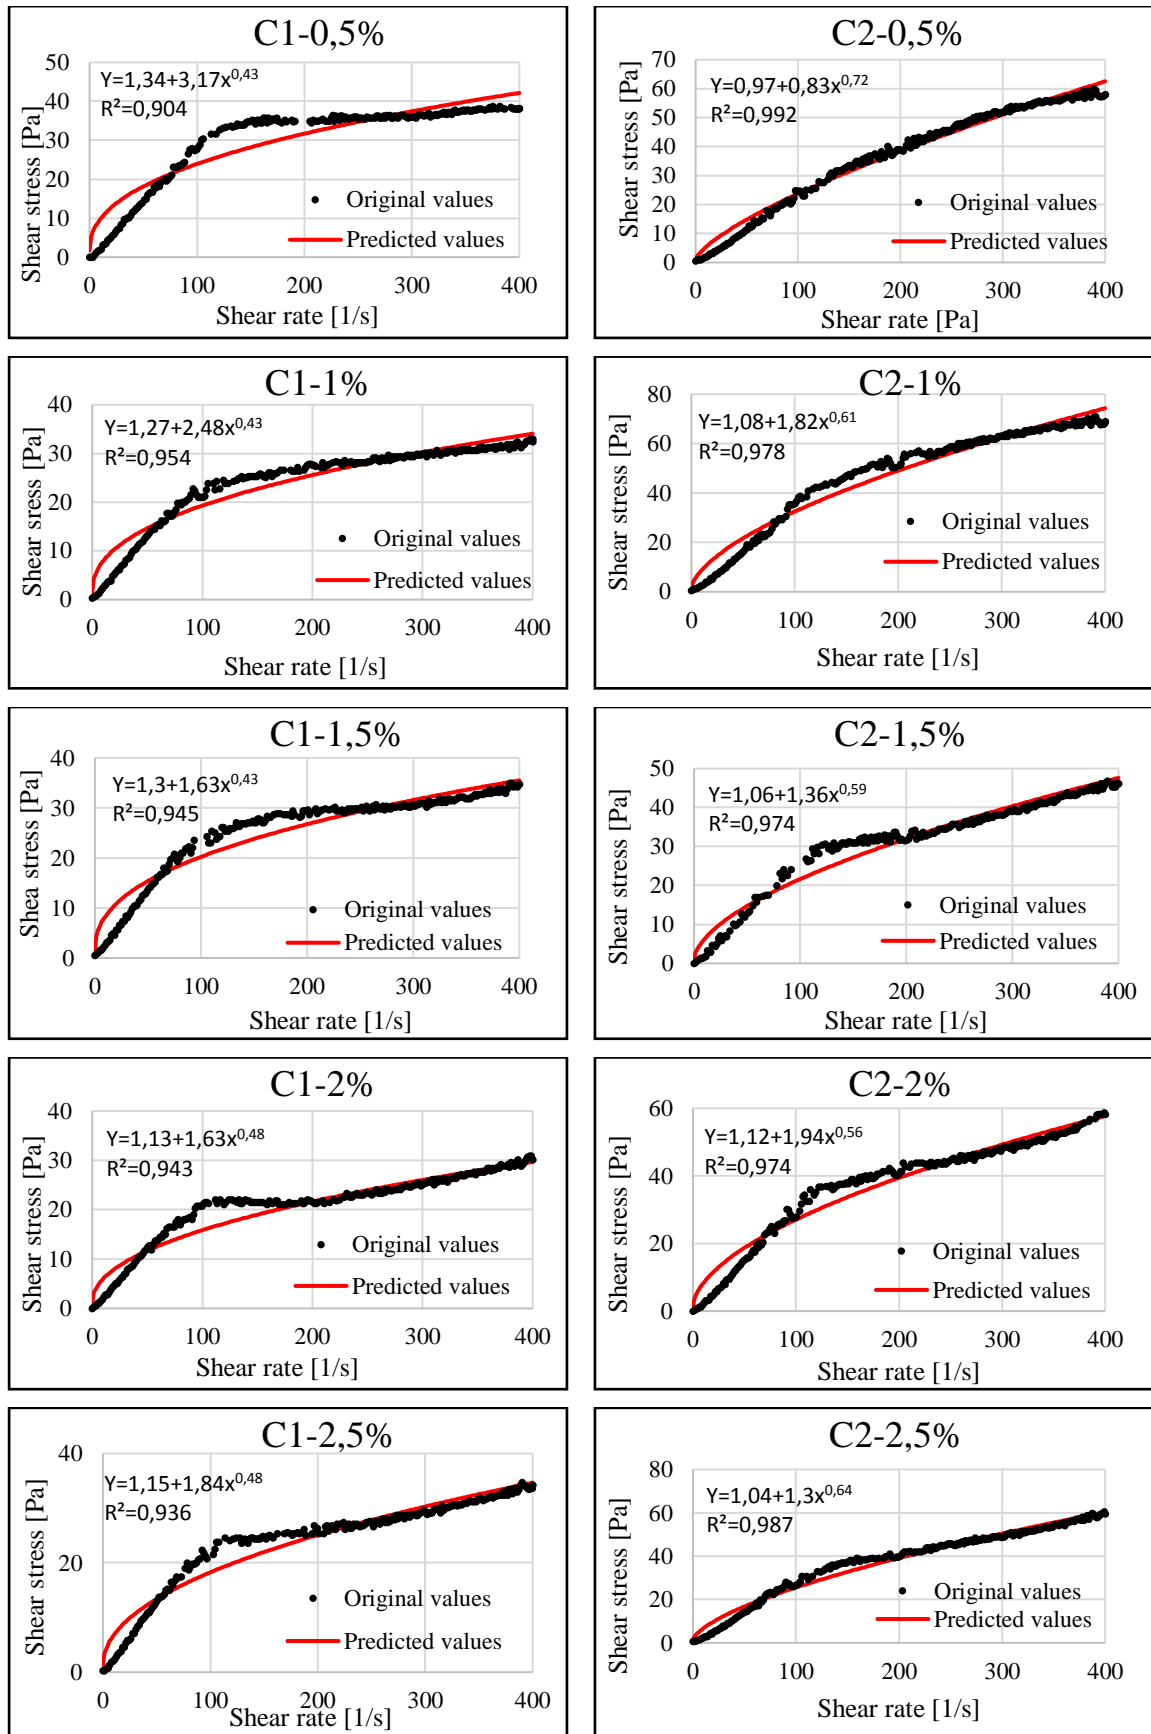 C1-0,5%
50
40
30
20
10
0
Y=1,34+3,17x^0,43
R²=0,904
Original values
Predicted values
0 100 200 300 400
Shear rate [1/s]
Shear stress [Pa]
C2-0,5%
70
60
50
40
30
20
10
0
Y=0,97+0,83x^0,72
R²=0,992
Original values
Predicted values
0 100 200 300 400
Shear rate [Pa]
Shear stress [Pa]
C1-1%
40
30
20
10
0
Y=1,27+2,48x^0,43
R²=0,954
Original values
Predicted values
0 100 200 300 400
Shear rate [1/s]
Shear sress [Pa]
C2-1%
80
60
40
20
0
Y=1,08+1,82x^0,61
R²=0,978
Original values
Predicted values
0 100 200 300 400
Shear rate [1/s]
Shear stress [Pa]
C1-1,5%
40
30
20
10
0
Y=1,3+1,63x^0,43
R²=0,945
Original values
Predicted values
0 100 200 300 400
Shear rate [1/s]
Shea stress [Pa]
C2-1,5%
50
40
30
20
10
0
Y=1,06+1,36x^0,59
R²=0,974
Original values
Predicted values
0 100 200 300 400
Shear rate [1/s]
Shear stress [Pa]
C1-2%
40
30
20
10
0
Y=1,13+1,63x^0,48
R²=0,943
Original values
Predicted values
0 100 200 300 400
Shear rate [1/s]
Shear stress [Pa]
C2-2%
60
40
20
0
Y=1,12+1,94x^0,56
R²=0,974
Original values
Predicted values
0 100 200 300 400
Shear rate [1/s]
Shear stress [Pa]
C1-2,5%
40
20
0
Y=1,15+1,84x^0,48
R²=0,936
Original values
Predicted values
0 100 200 300 400
Shear rate [1/s]
Shear stress [Pa]
C2-2,5%
80
60
40
20
0
Y=1,04+1,3x^0,64
R²=0,987
Original values
Predicted values
0 100 200 300 400
Shear rate [1/s]
Shear stress [Pa]